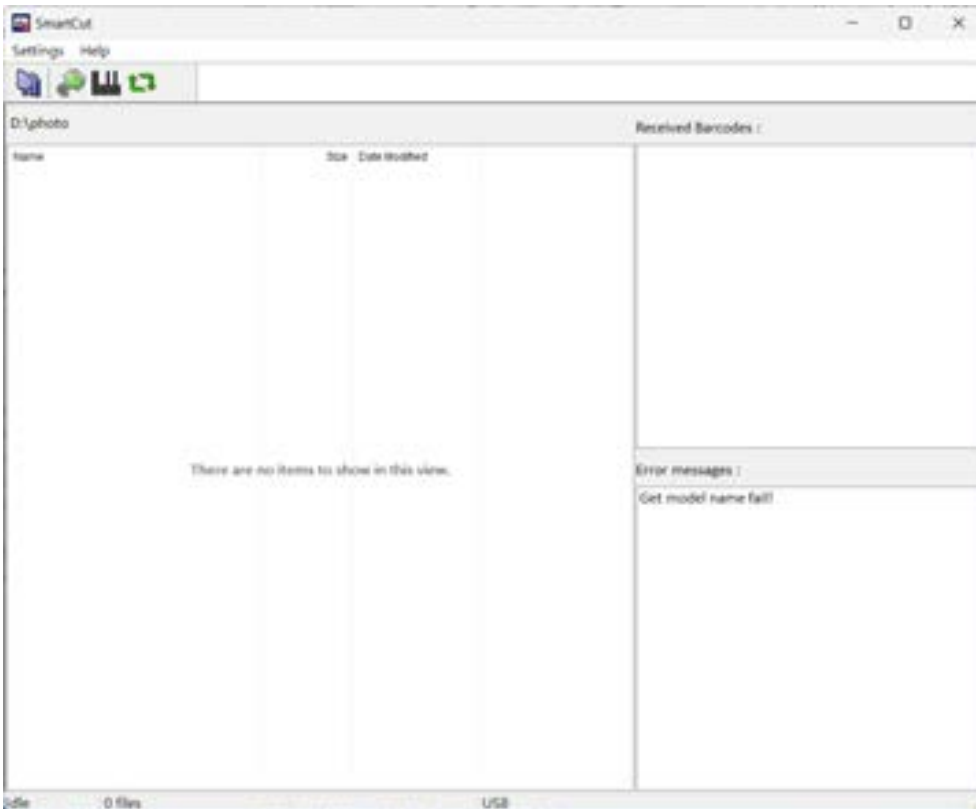 SmartCut
Settings Help
D:\photo
Received Barcodes :
Name Size Date Modified
There are no items to show in this view.
Error messages :
Get model name fail!
Idle 0 files USB